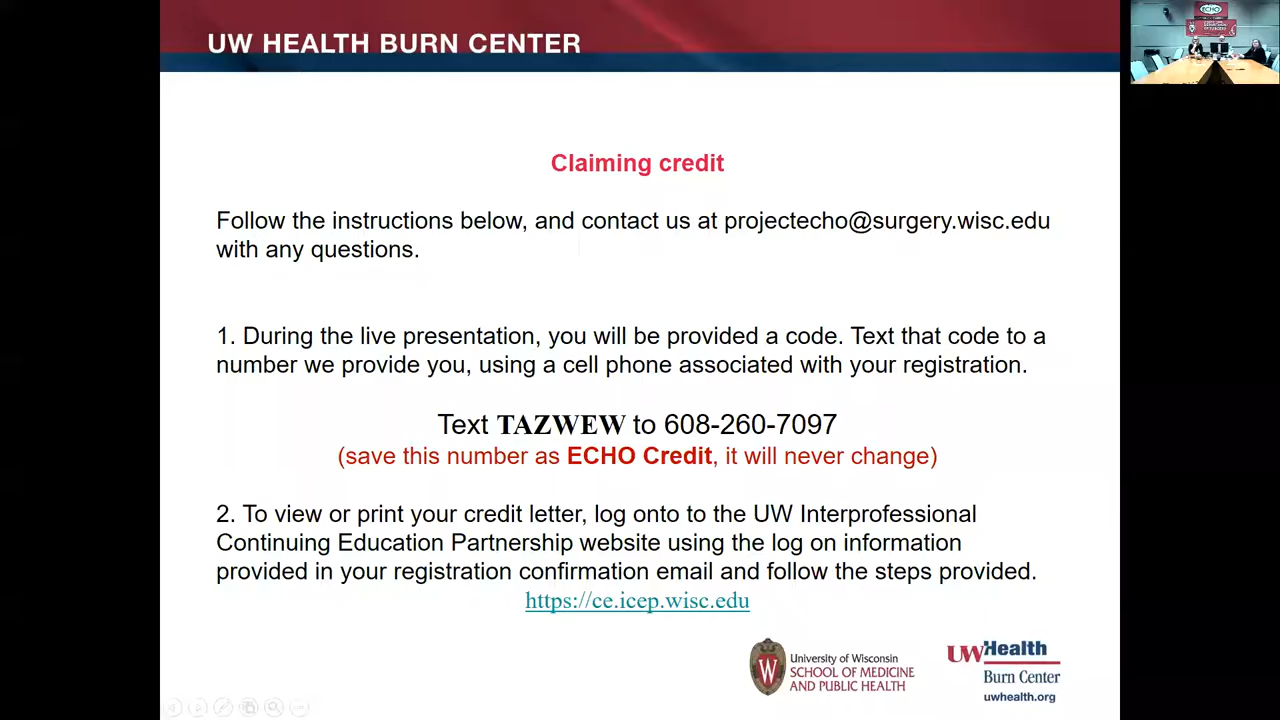 UW HEALTH BURN CENTER
ECHO
Claiming credit
Follow the instructions below, and contact us at projectecho@surgery.wisc.edu
with any questions.
1. During the live presentation, you will be provided a code. Text that code to a
number we provide you, using a cell phone associated with your registration.
Text TAZWEW to 608-260-7097
(save this number as ECHO Credit, it will never change)
2. To view or print your credit letter, log onto to the UW Interprofessional
Continuing Education Partnership website using the log on information
provided in your registration confirmation email and follow the steps provided.
https://ce.icep.wisc.edu
W
University of Wisconsin
SCHOOL OF MEDICINE
AND PUBLIC HEALTH
UWHealth
Burn Center
uwhealth.org